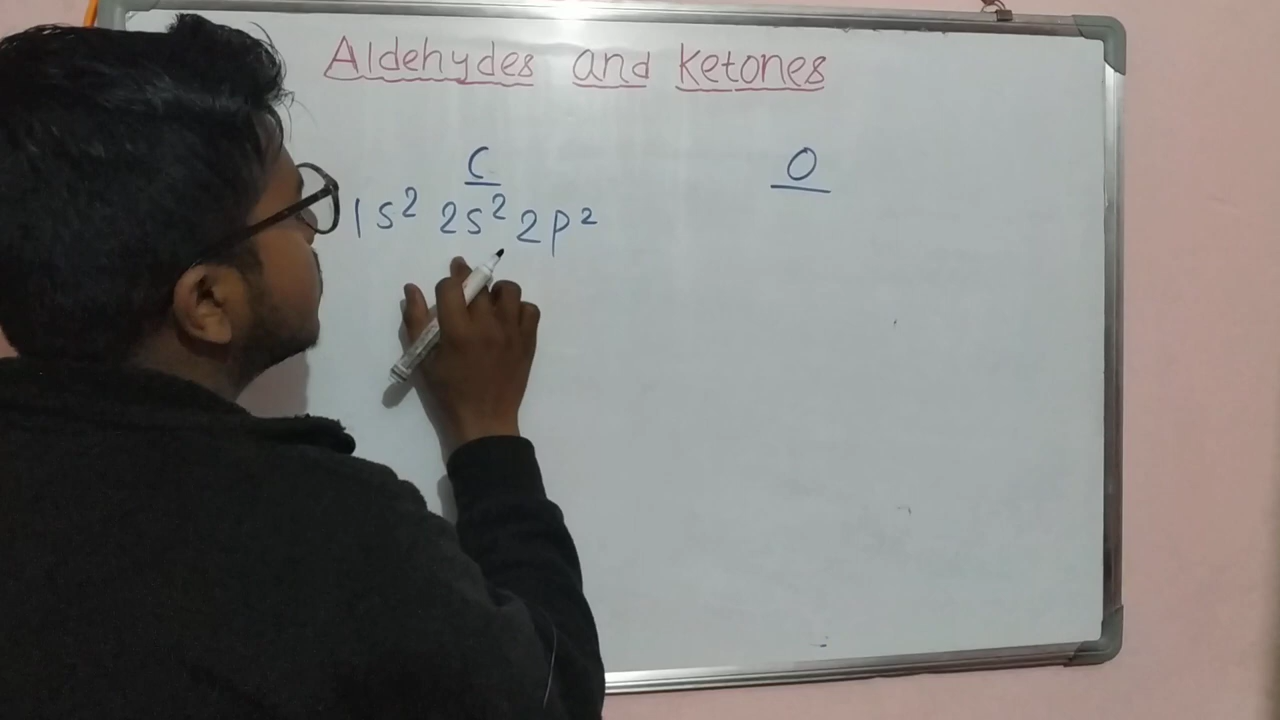 Aldehydes and Ketones
C O
1s² 2s² 2p²